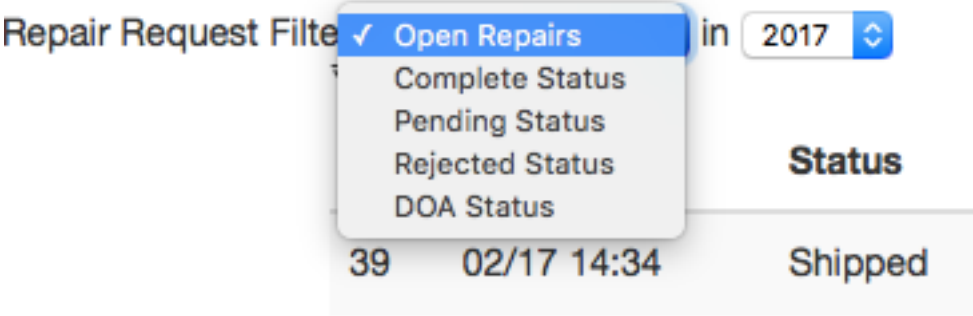 Repair Request Filte ✓ Open Repairs in 2017
Complete Status
Pending Status
Rejected Status
DOA Status
Status
39 02/17 14:34 Shipped